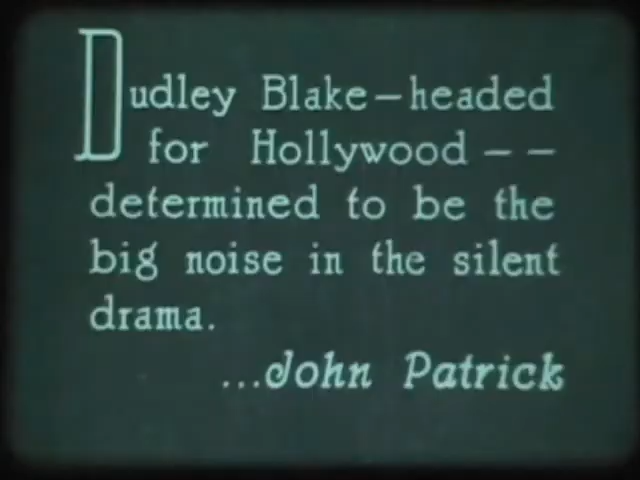 Dudley Blake—headed
for Hollywood — —
determined to be the
big noise in the silent
drama.
...John Patrick